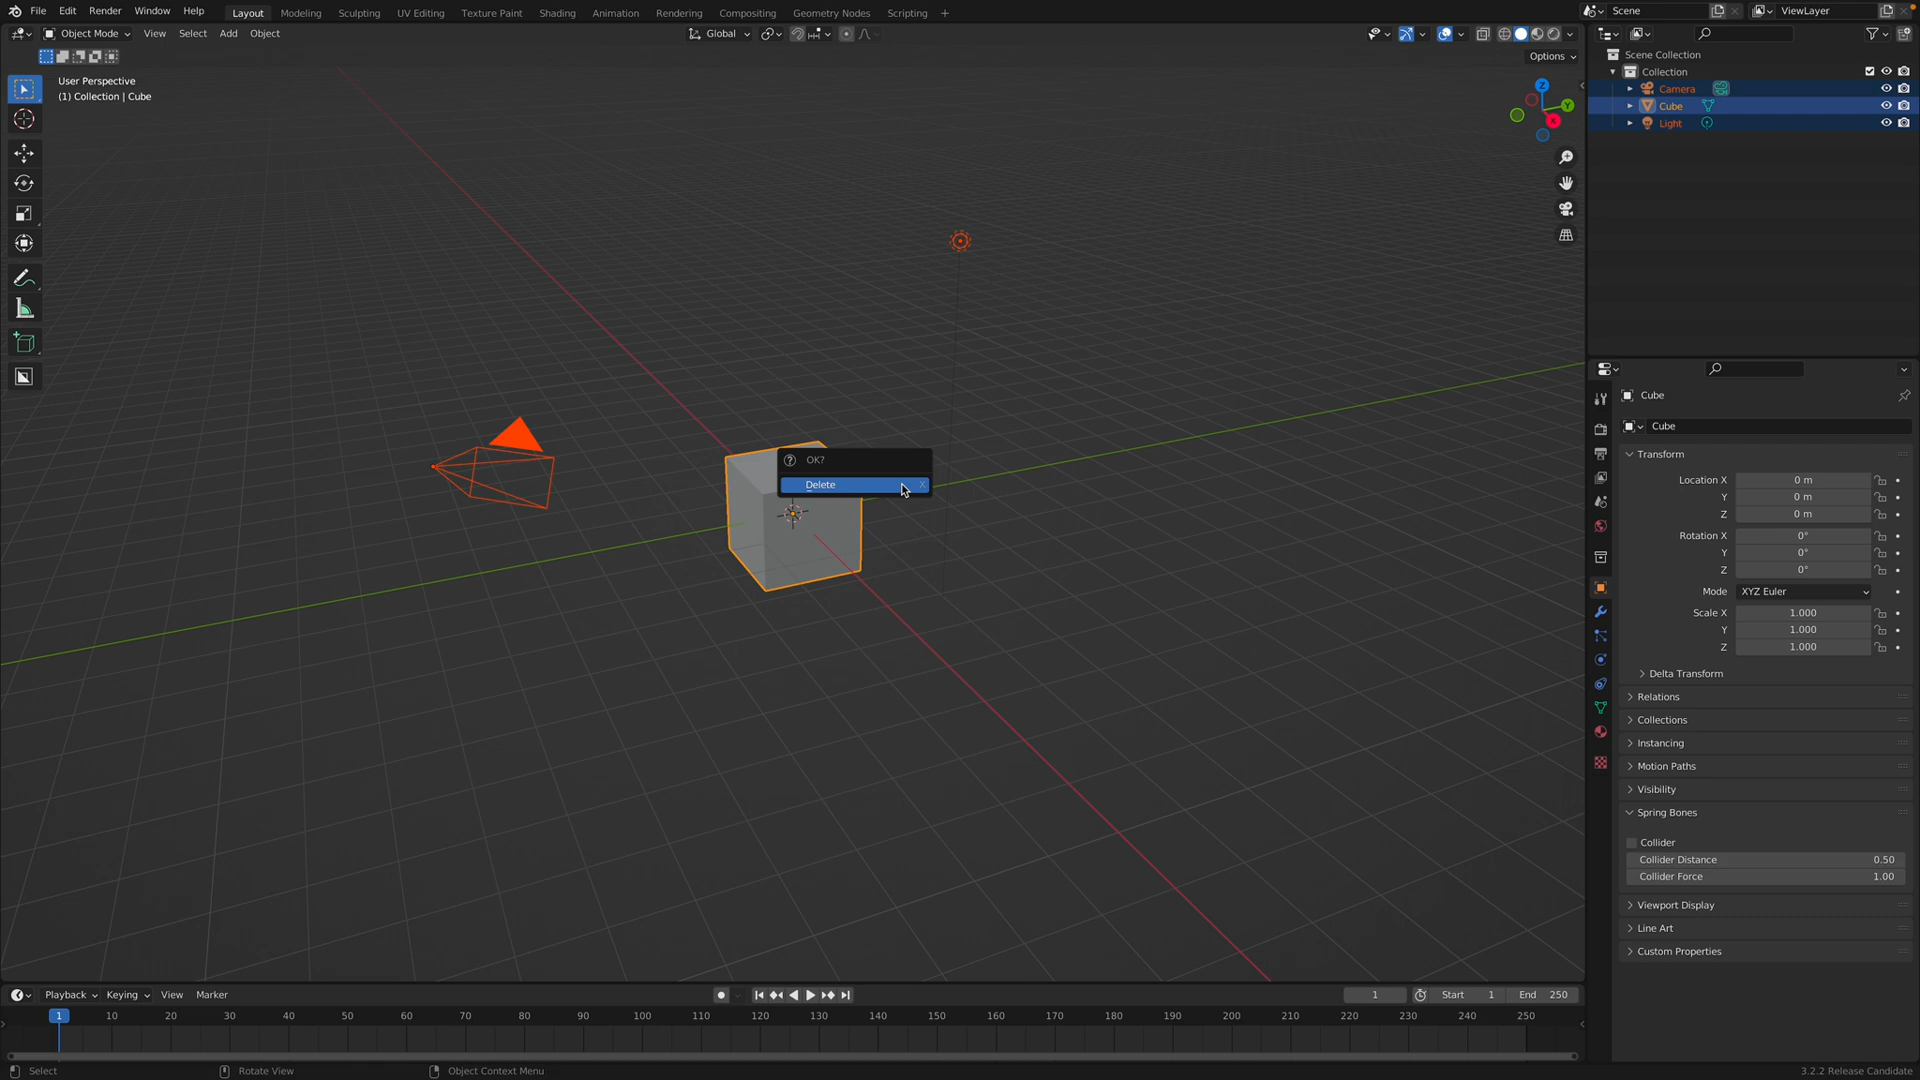 File Edit Render Window Help Layout Modeling Sculpting UV Editing Texture Paint Shading Animation Rendering Compositing Geometry Nodes Scripting + Scene ViewLayer
Object Mode View Select Add Object Global
Options
User Perspective
(1) Collection | Cube
Z
Y
X
OK?
Delete X
Scene Collection
Collection
Camera
Cube
Light
Cube
Cube
Transform
Location X 0 m
Y 0 m
Z 0 m
Rotation X 0°
Y 0°
Z 0°
Mode XYZ Euler
Scale X 1.000
Y 1.000
Z 1.000
Delta Transform
Relations
Collections
Instancing
Motion Paths
Visibility
Spring Bones
Collider
Collider Distance 0.50
Collider Force 1.00
Viewport Display
Line Art
Custom Properties
Playback Keying View Marker 1 Start 1 End 250
1 10 20 30 40 50 60 70 80 90 100 110 120 130 140 150 160 170 180 190 200 210 220 230 240 250
Select Rotate View Object Context Menu 3.2.2 Release Candidate